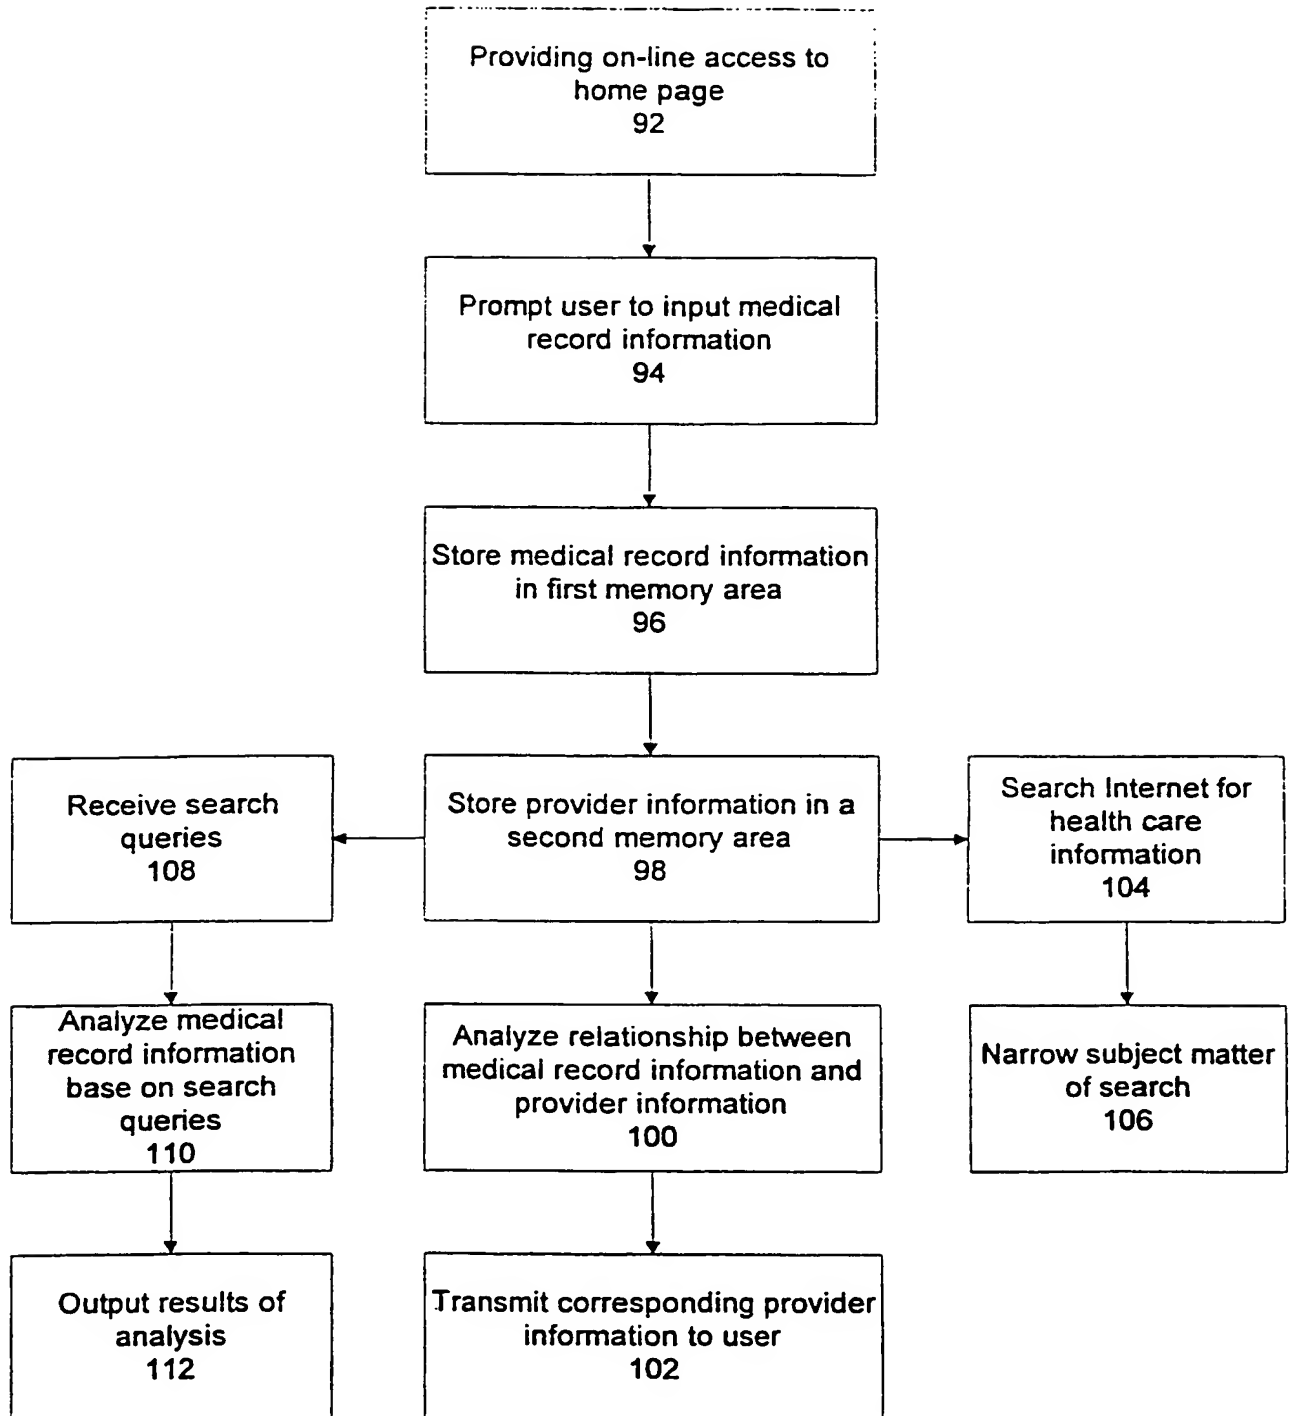 Providing on-line access to
home page
92
Prompt user to input medical
record information
94
Store medical record information
in first memory area
96
Receive search
queries
108
Store provider information in a
second memory area
98
Search Internet for
health care
information
104
Analyze medical
record information
base on search
queries
110
Analyze relationship between
medical record information and
provider information
100
Narrow subject matter
of search
106
Output results of
analysis
112
Transmit corresponding provider
information to user
102